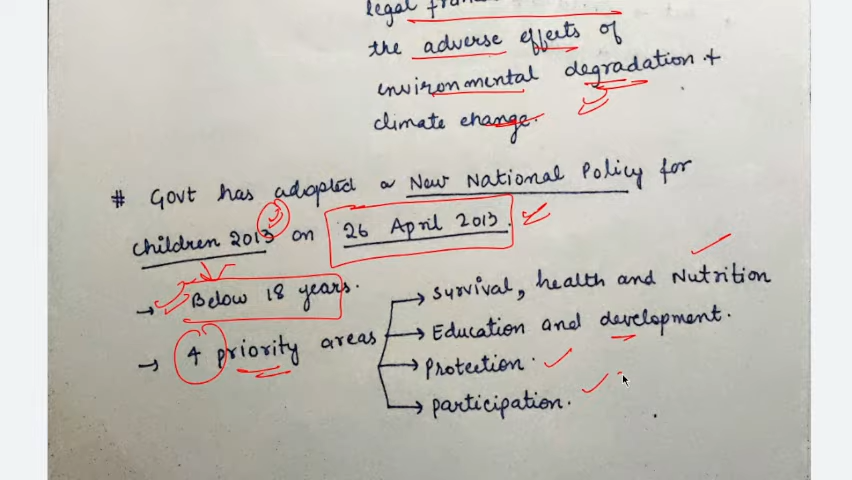 legal
the adverse effects of
environmental degradation +
climate change.
# Govt has adopted a New National Policy for
children 2013 on 26 April 2013.
→ Below 18 years.
→ 4 priority areas
→ Survival, health and Nutrition
→ Education and development.
→ Protection.
→ participation.